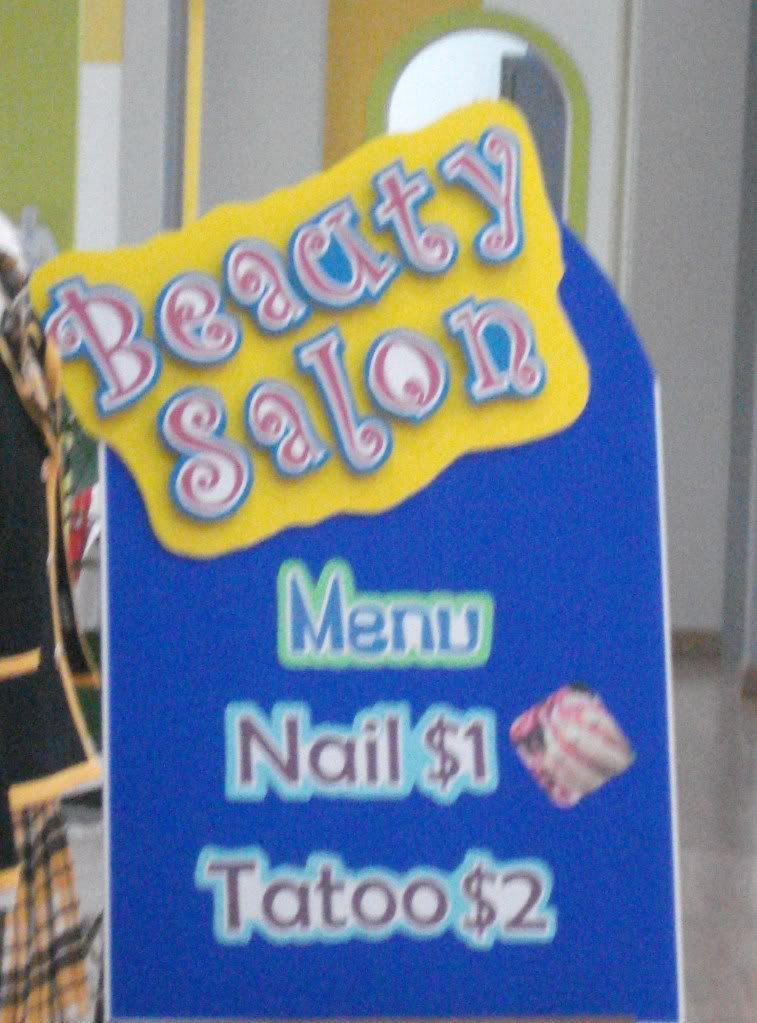 Beauty
Salon
Menu
Nail $1
Tatoo $2